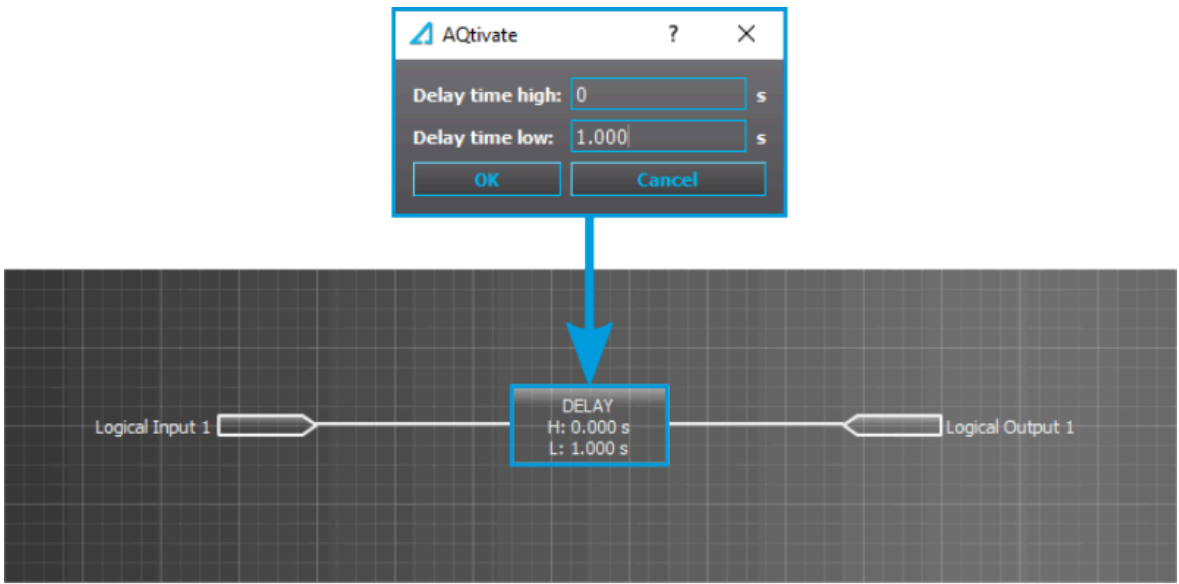 AQtivate ?
Delay time high: 0 s
Delay time low: 1.000 s
OK Cancel
DELAY
H: 0.000 s
L: 1.000 s
Logical Input 1
Logical Output 1